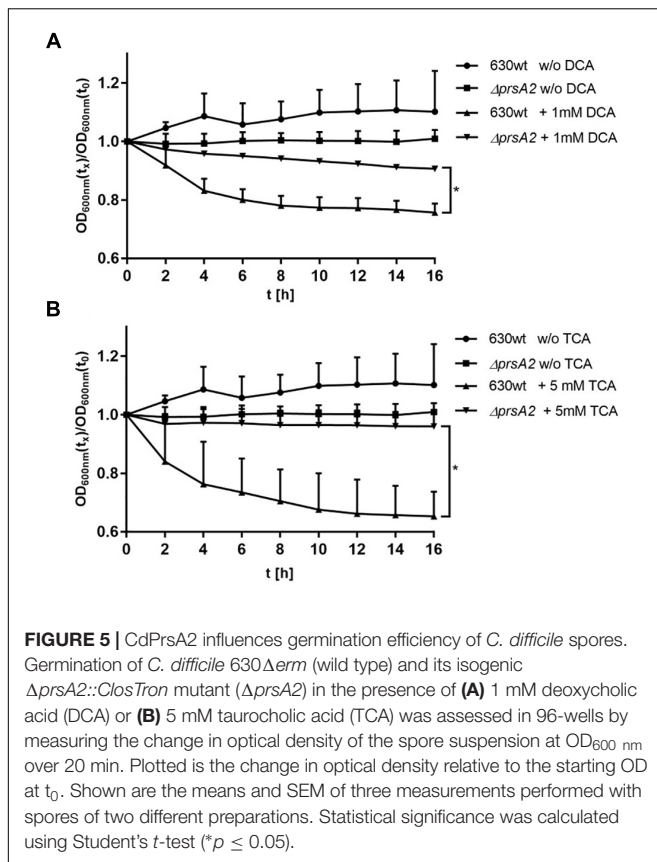 A
630wt w/o DCA
ΔprsA2 w/o DCA
630wt + 1mM DCA
ΔprsA2 + 1mM DCA
OD600nm(tx)/OD600nm(t0)
1.2
1.0
0.8
0.6
*
0 2 4 6 8 10 12 14 16
t [h]
B
630wt w/o TCA
ΔprsA2 w/o TCA
630wt + 5 mM TCA
ΔprsA2 + 5mM TCA
OD600nm(tx)/OD600nm(t0)
1.2
1.0
0.8
0.6
*
0 2 4 6 8 10 12 14 16
t [h]
FIGURE 5 | CdPrsA2 influences germination efficiency of C. difficile spores.
Germination of C. difficile 630Δerm (wild type) and its isogenic
ΔprsA2::ClosTron mutant (ΔprsA2) in the presence of (A) 1 mM deoxycholic
acid (DCA) or (B) 5 mM taurocholic acid (TCA) was assessed in 96-wells by
measuring the change in optical density of the spore suspension at OD600 nm
over 20 min. Plotted is the change in optical density relative to the starting OD
at t0. Shown are the means and SEM of three measurements performed with
spores of two different preparations. Statistical significance was calculated
using Student's t-test (*p ≤ 0.05).